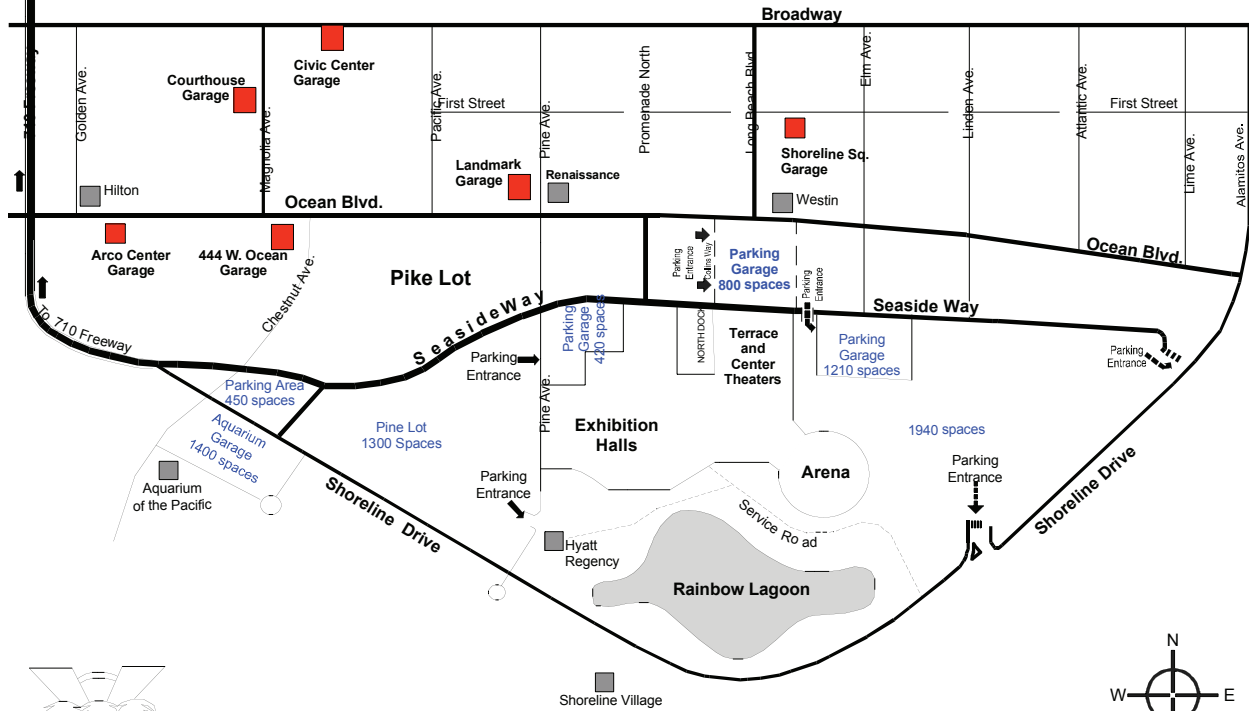 Broadway
710 Freeway
Golden Ave.
Courthouse
Garage
Magnolia Ave.
Civic Center
Garage
Pacific Ave.
First Street
Pine Ave.
Promenade North
Long Beach Blvd.
Elm Ave.
Linden Ave.
Atlantic Ave.
First Street
Lime Ave.
Alamitos Ave.
Hilton
Landmark
Garage
Renaissance
Shoreline Sq.
Garage
Westin
Ocean Blvd.
Ocean Blvd.
Arco Center
Garage
444 W. Ocean
Garage
Chestnut Ave.
Pike Lot
Parking
Entrance
Collins Way
Parking
Garage
800 spaces
Parking
Entrance
Seaside Way
Seaside Way
To 710 Freeway
Parking
Entrance
Parking
Garage
420 spaces
NORTH DOCK
Terrace
and
Center
Theaters
Parking
Garage
1210 spaces
Parking
Entrance
Parking Area
450 spaces
Aquarium
Garage
1400 spaces
Pine Lot
1300 Spaces
Pine Ave.
Exhibition
Halls
Arena
1940 spaces
Parking
Entrance
Shoreline Drive
Aquarium
of the Pacific
Shoreline Drive
Parking
Entrance
Hyatt
Regency
Service Ro ad
Rainbow Lagoon
Shoreline Village
N
W
E